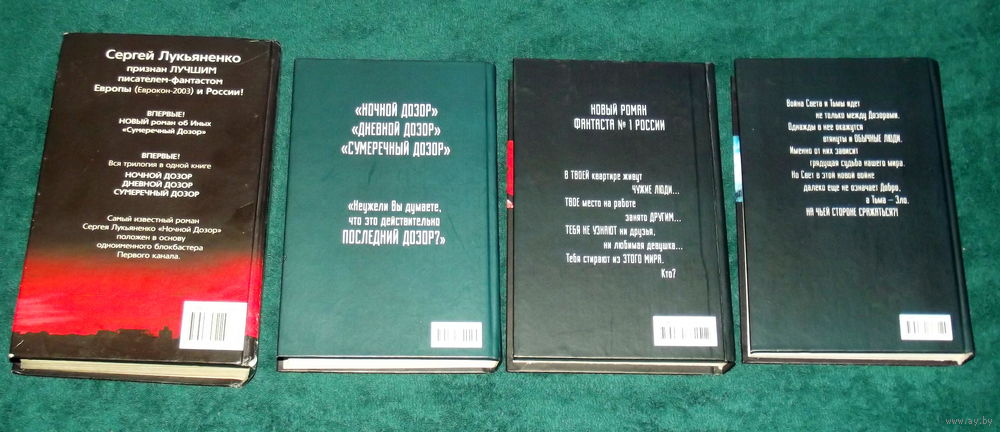 Сергей Лукьяненко
признан ЛУЧШИМ
писателем-фантастом
Европы (Еврокон-2003) и России!
ВПЕРВЫЕ!
НОВЫЙ роман об Иных
«Сумеречный Дозор»
ВПЕРВЫЕ!
Вся трилогия в одной книге
НОЧНОЙ ДОЗОР
ДНЕВНОЙ ДОЗОР
СУМЕРЕЧНЫЙ ДОЗОР
Самый известный роман
Сергея Лукьяненко «Ночной Дозор»
положен в основу
одноименного блокбастера
Первого канала.
«НОЧНОЙ ДОЗОР»
«ДНЕВНОЙ ДОЗОР»
«СУМЕРЕЧНЫЙ ДОЗОР»
«Неужели Вы думаете,
что это действительно
ПОСЛЕДНИЙ ДОЗОР?»
НОВЫЙ РОМАН
ФАНТАСТА № 1 РОССИИ
В ТВОЕЙ квартире живут
ЧУЖИЕ ЛЮДИ...
ТВОЕ место на работе
занято ДРУГИМ...
ТЕБЯ НЕ УЗНАЮТ ни друзья,
ни любимая девушка...
Тебя стирают из ЭТОГО МИРА.
Кто?
Война Света и Тьмы идет
не только между Дозорами.
Однажды в нее окажутся
втянуты и ОБЫЧНЫЕ ЛЮДИ.
Именно от них зависит
грядущая судьба нашего мира.
Но Свет в этой новой войне
далеко еще не означает Добро,
а Тьма – Зло.
НА ЧЬЕЙ СТОРОНЕ СРАЖАТЬСЯ?!
www.ay.by